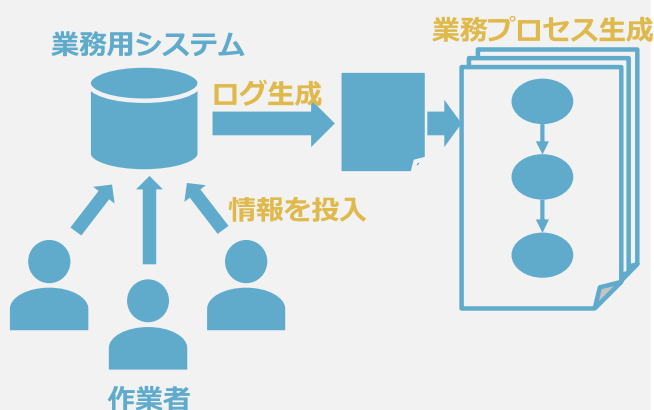 業務プロセス生成
業務用システム
ログ生成
情報を投入
作業者